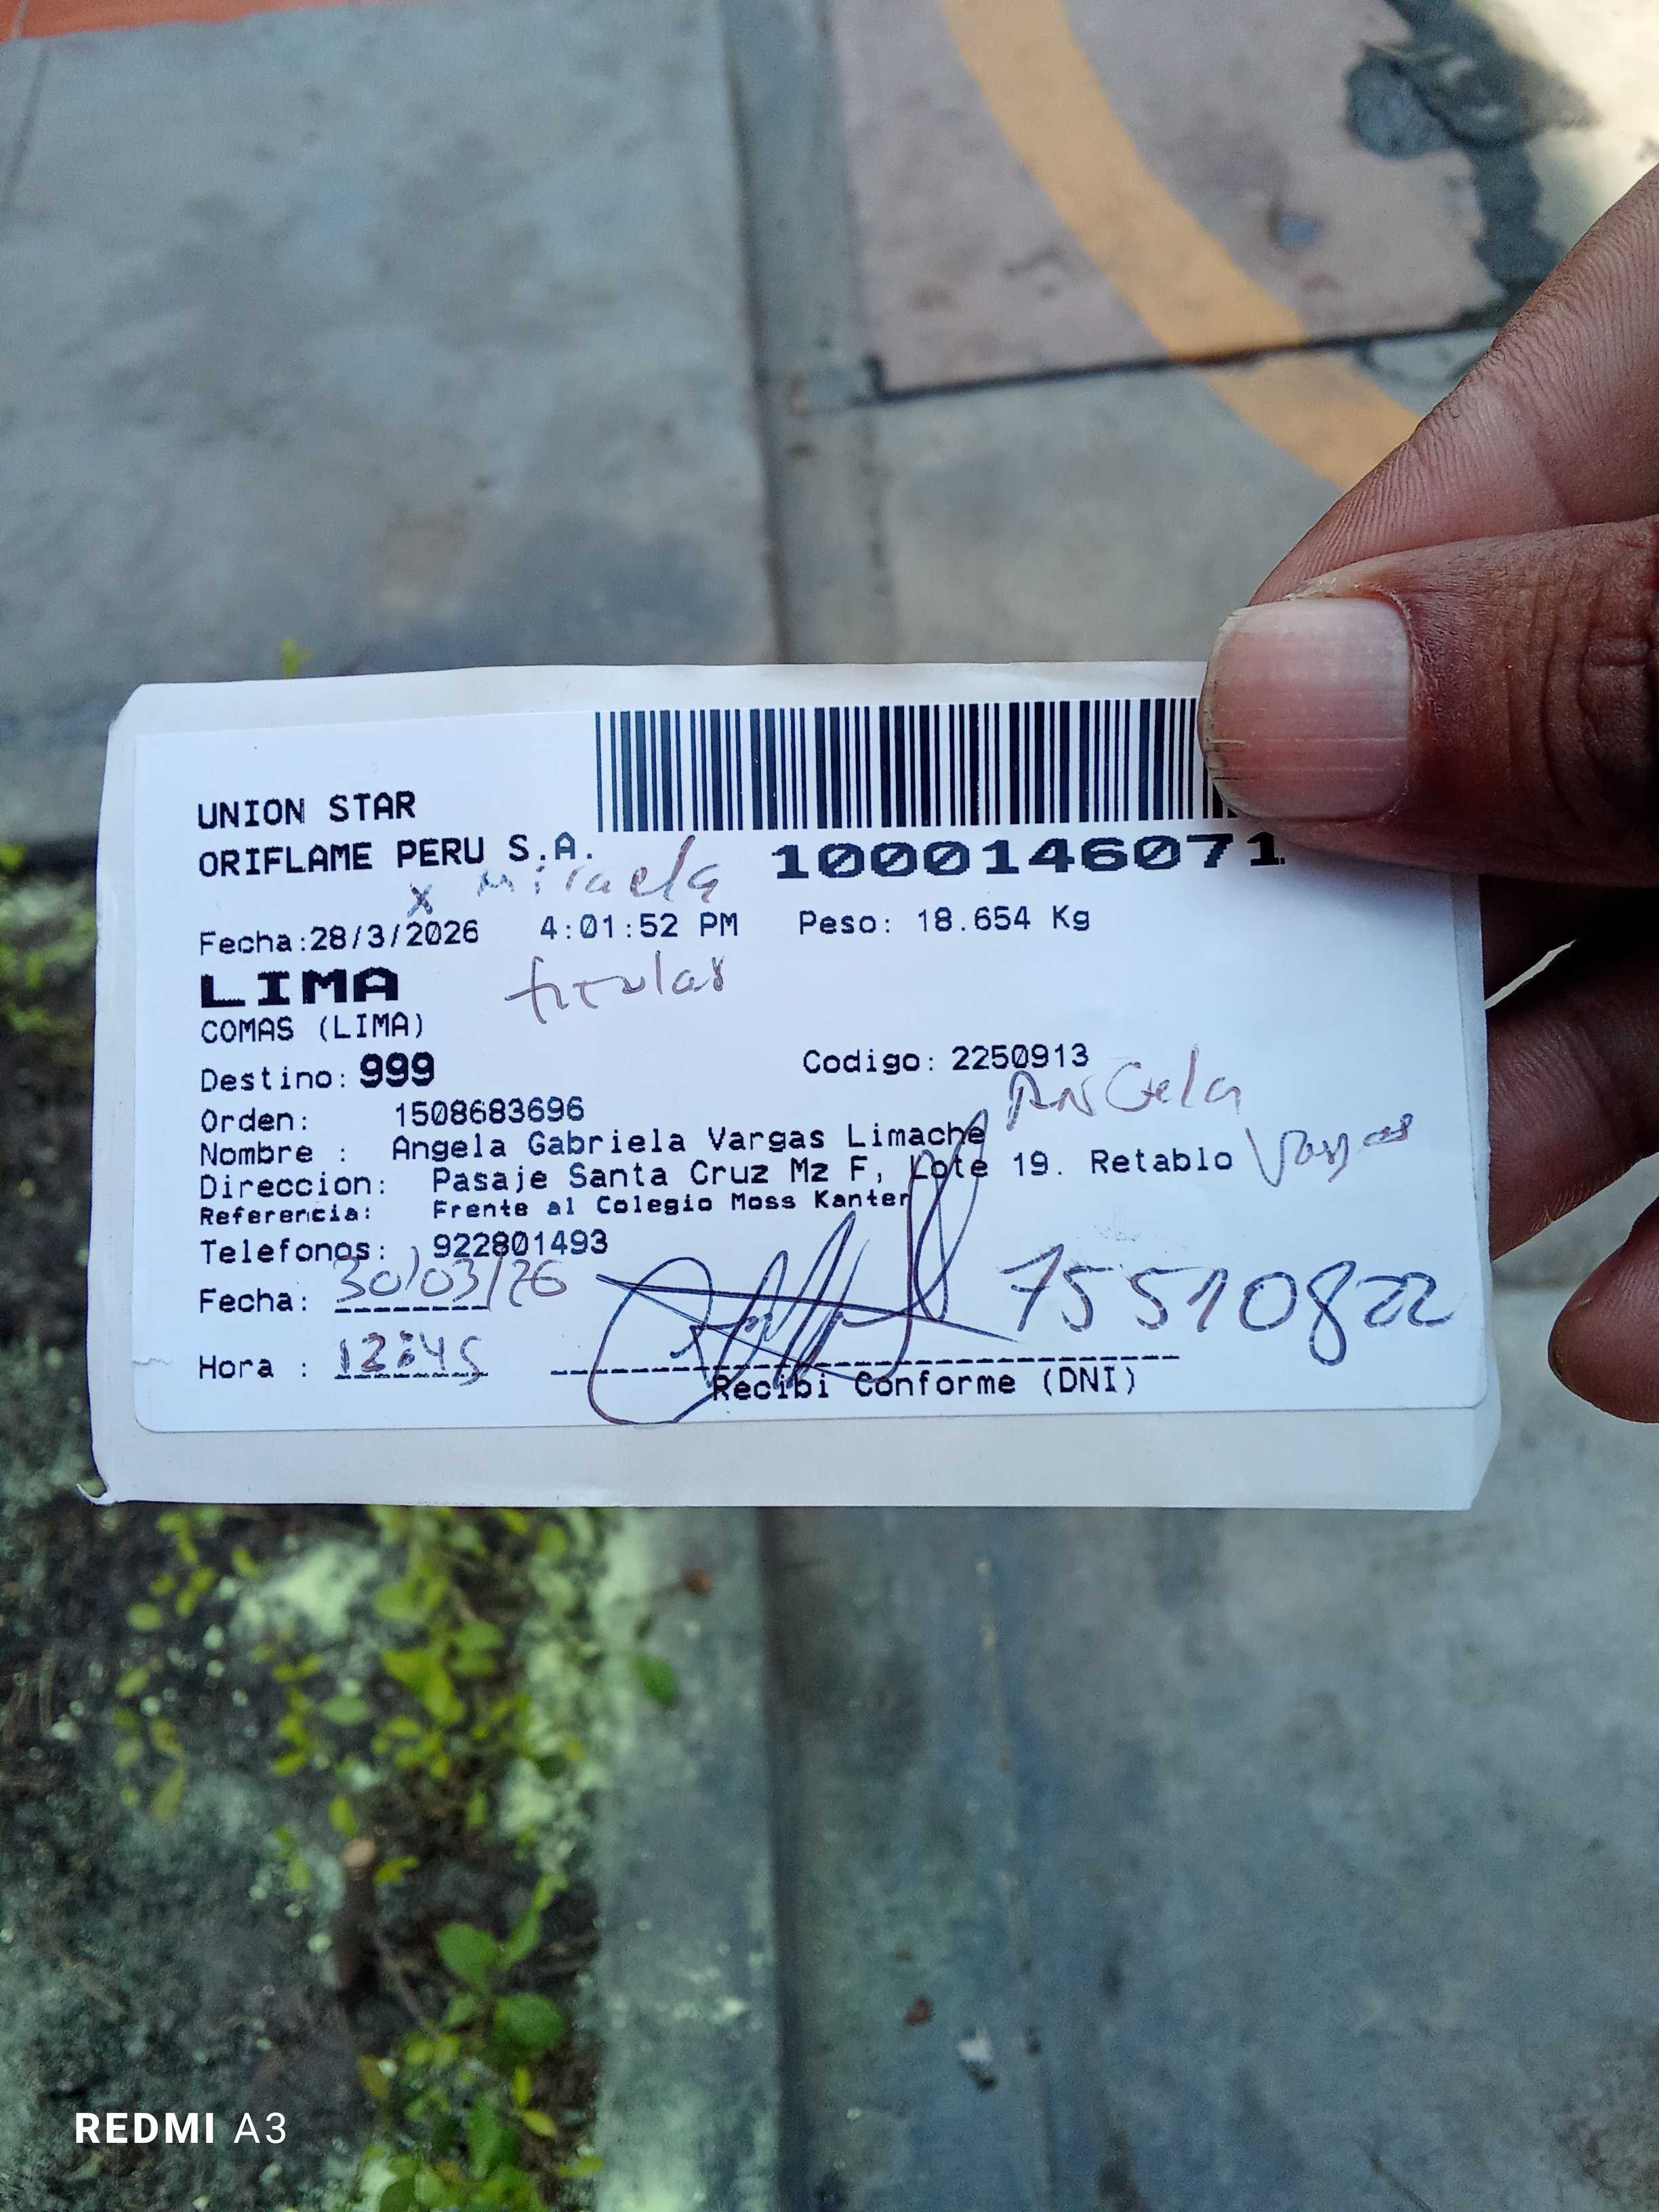 UNION STAR
ORIFLAME PERU S.A.
1000146071
x Micaela
Fecha:28/3/2026 4:01:52 PM Peso: 18.654 Kg
LIMA
titular
COMAS (LIMA)
Destino: 999 Codigo: 2250913
Orden: 1508683696
Angela
Nombre : Angela Gabriela Vargas Limache
Vargas
Direccion: Pasaje Santa Cruz Mz F, Lote 19. Retablo
Referencia: Frente al Colegio Moss Kanter
Telefonos: 922801493
Fecha: 30/03/26
75510822
Hora : 12:45
Recibi Conforme (DNI)
REDMI A3